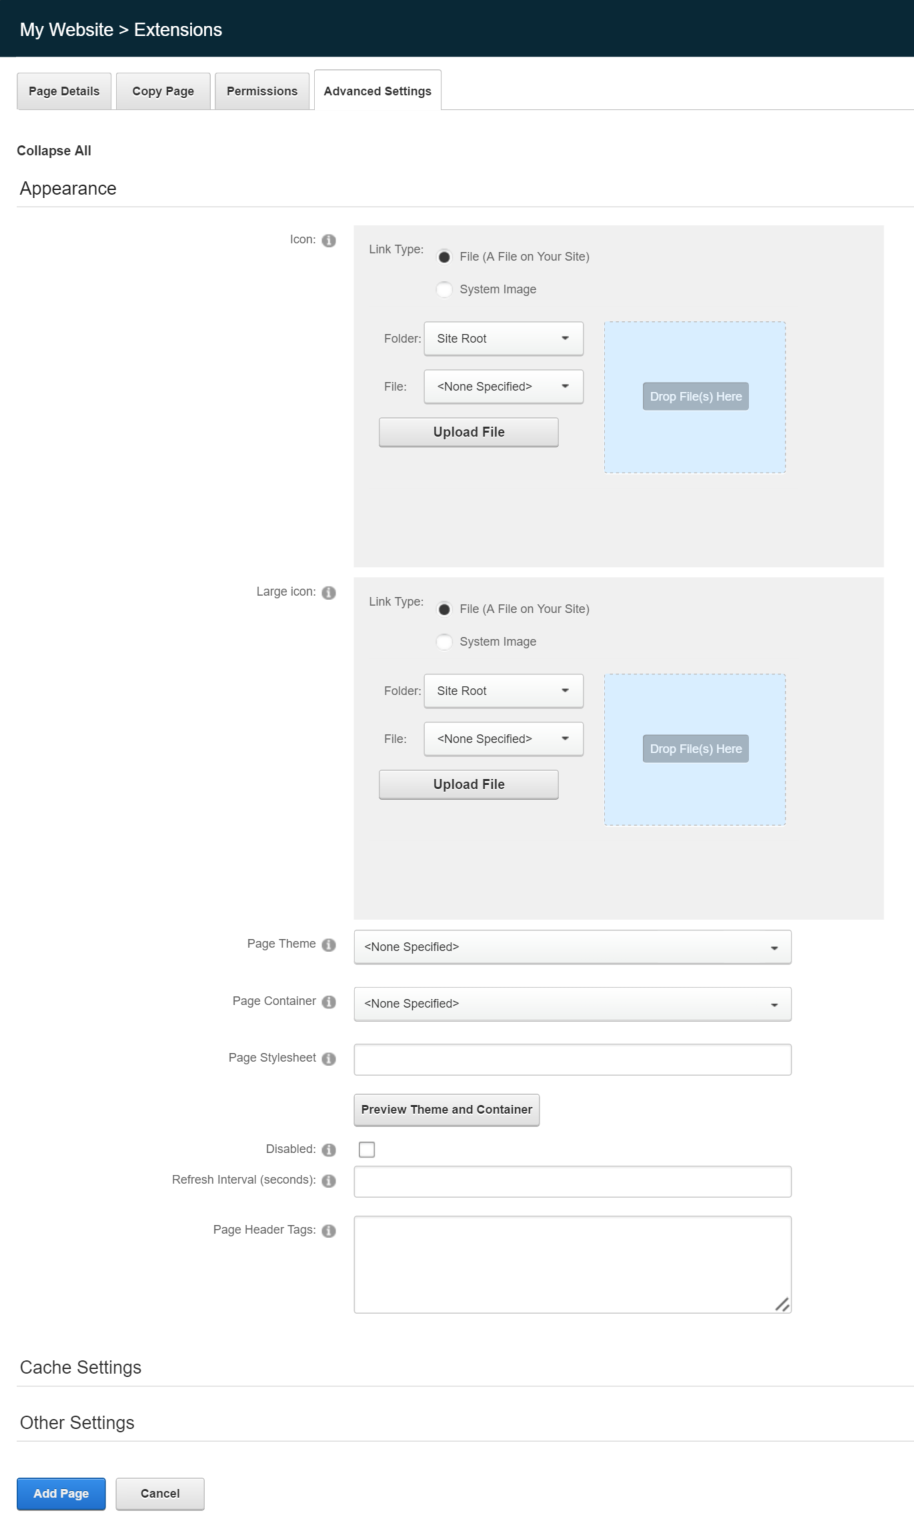 My Website > Extensions
Page Details
Copy Page
Permissions
Advanced Settings
Collapse All
Appearance
Icon:
Link Type:
File (A File on Your Site)
System Image
Folder:
Site Root
File:
<None Specified>
Upload File
Drop File(s) Here
Large icon:
Link Type:
File (A File on Your Site)
System Image
Folder:
Site Root
File:
<None Specified>
Upload File
Drop File(s) Here
Page Theme
<None Specified>
Page Container
<None Specified>
Page Stylesheet
Preview Theme and Container
Disabled:
Refresh Interval (seconds):
Page Header Tags:
Cache Settings
Other Settings
Add Page
Cancel